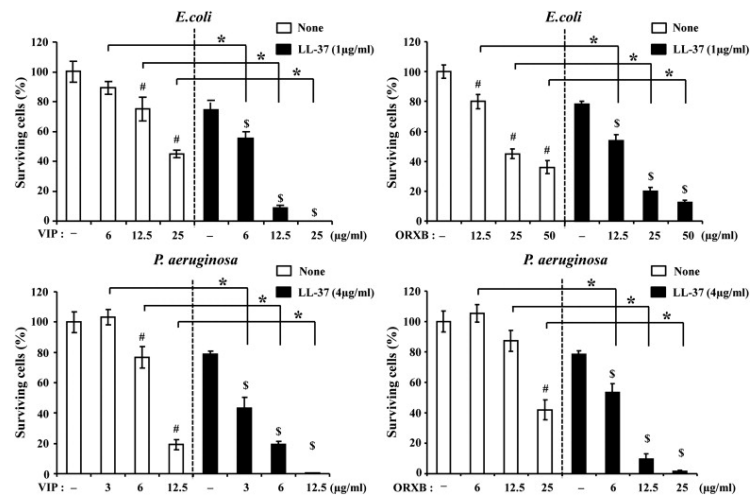 E.coli
None
LL-37 (1μg/ml)
Surviving cells (%)
120
100
80
60
40
20
0
* * *
# # $ $ $
VIP : – 6 12.5 25 – 6 12.5 25 (μg/ml)
E.coli
None
LL-37 (1μg/ml)
Surviving cells (%)
120
100
80
60
40
20
0
* * *
# # # $ $ $
ORXB : – 12.5 25 50 – 12.5 25 50 (μg/ml)
P. aeruginosa
None
LL-37 (4μg/ml)
Surviving cells (%)
120
100
80
60
40
20
0
* * *
# # $ $ $
VIP : – 3 6 12.5 – 3 6 12.5 (μg/ml)
P. aeruginosa
None
LL-37 (4μg/ml)
Surviving cells (%)
120
100
80
60
40
20
0
* * *
# $ $ $
ORXB : – 6 12.5 25 – 6 12.5 25 (μg/ml)